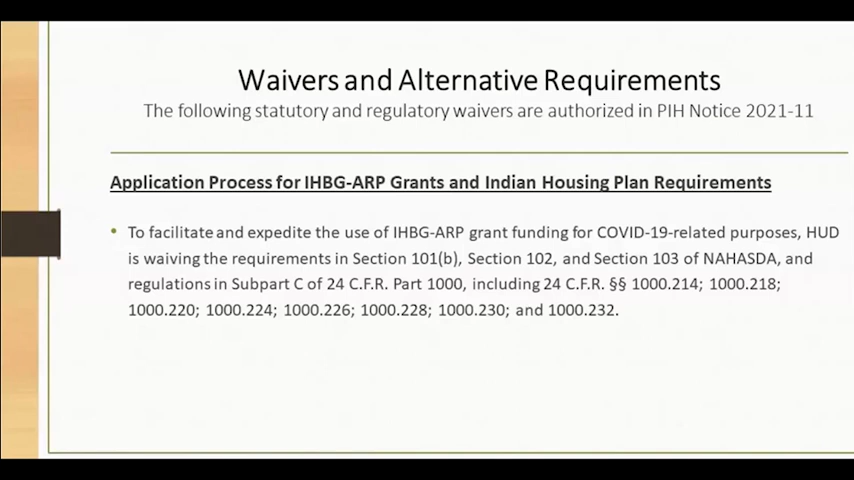 Waivers and Alternative Requirements
The following statutory and regulatory waivers are authorized in PIH Notice 2021-11
Application Process for IHBG-ARP Grants and Indian Housing Plan Requirements
• To facilitate and expedite the use of IHBG-ARP grant funding for COVID-19-related purposes, HUD
is waiving the requirements in Section 101(b), Section 102, and Section 103 of NAHASDA, and
regulations in Subpart C of 24 C.F.R. Part 1000, including 24 C.F.R. §§ 1000.214; 1000.218;
1000.220; 1000.224; 1000.226; 1000.228; 1000.230; and 1000.232.